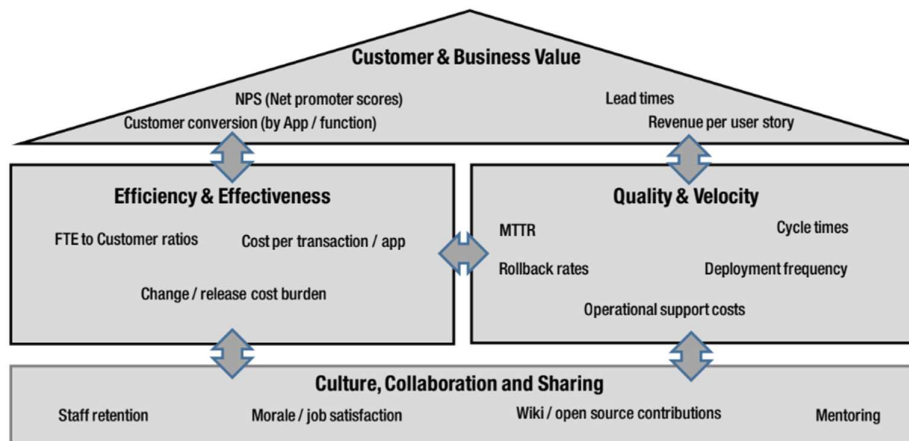 Customer & Business Value
NPS (Net promoter scores)
Lead times
Customer conversion (by App / function)
Revenue per user story
Efficiency & Effectiveness
FTE to Customer ratios
Cost per transaction / app
Change / release cost burden
Quality & Velocity
MTTR
Cycle times
Rollback rates
Deployment frequency
Operational support costs
Culture, Collaboration and Sharing
Staff retention
Morale / job satisfaction
Wiki / open source contributions
Mentoring